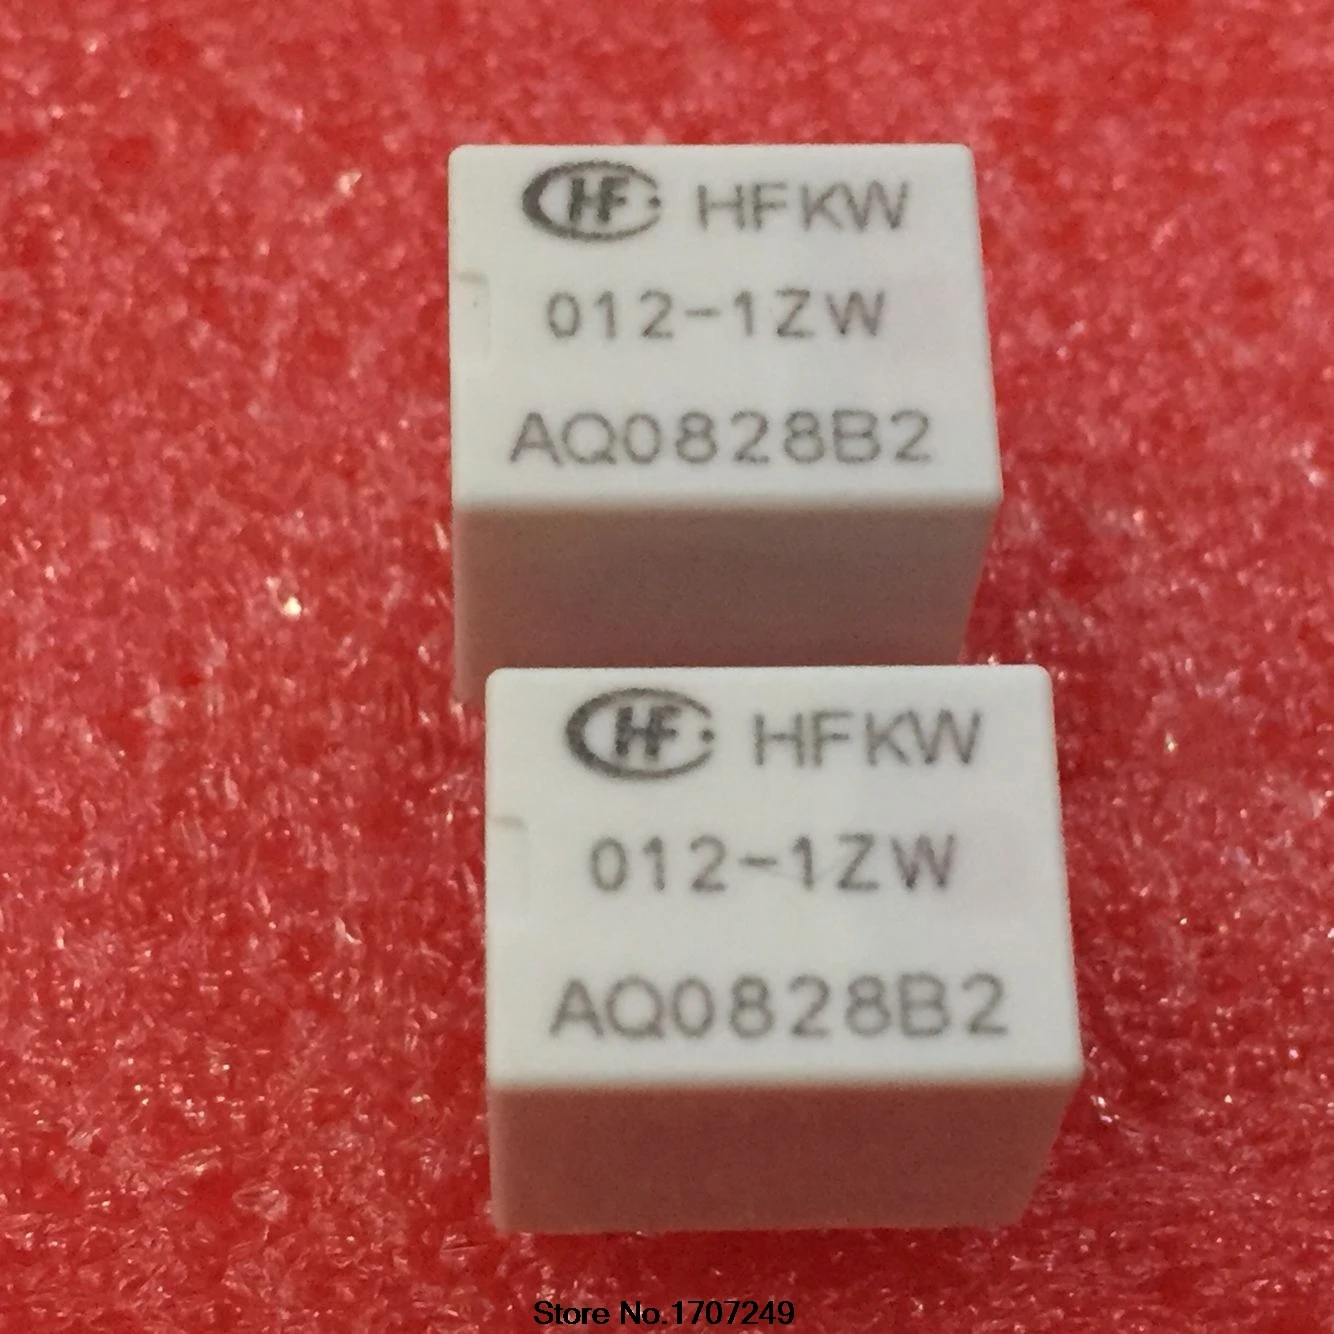 HF HFKW
012-1ZW
AQ0828B2
HF HFKW
012-1ZW
AQ0828B2
Store No.1707249